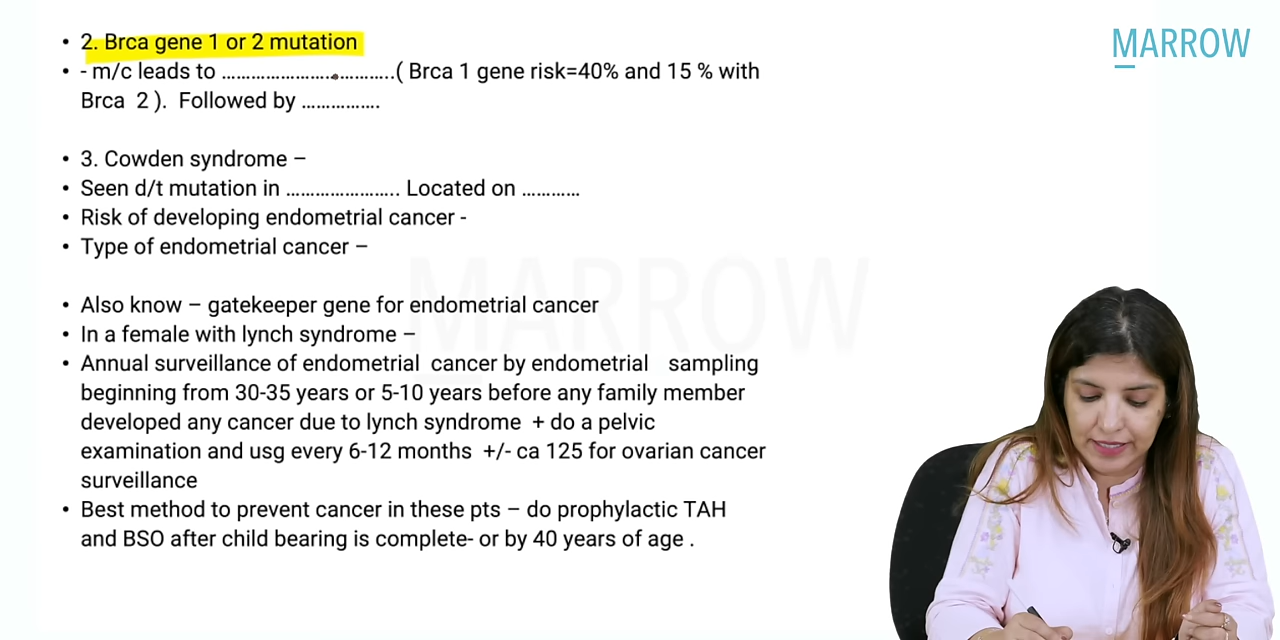 MARROW
• 2. Brca gene 1 or 2 mutation
• - m/c leads to ……………………………………..( Brca 1 gene risk=40% and 15 % with
Brca 2 ). Followed by …………….
• 3. Cowden syndrome –
• Seen d/t mutation in ………………….. Located on …………
• Risk of developing endometrial cancer -
• Type of endometrial cancer –
MARROW
• Also know – gatekeeper gene for endometrial cancer
• In a female with lynch syndrome –
• Annual surveillance of endometrial cancer by endometrial sampling
beginning from 30-35 years or 5-10 years before any family member
developed any cancer due to lynch syndrome + do a pelvic
examination and usg every 6-12 months +/- ca 125 for ovarian cancer
surveillance
• Best method to prevent cancer in these pts – do prophylactic TAH
and BSO after child bearing is complete- or by 40 years of age .